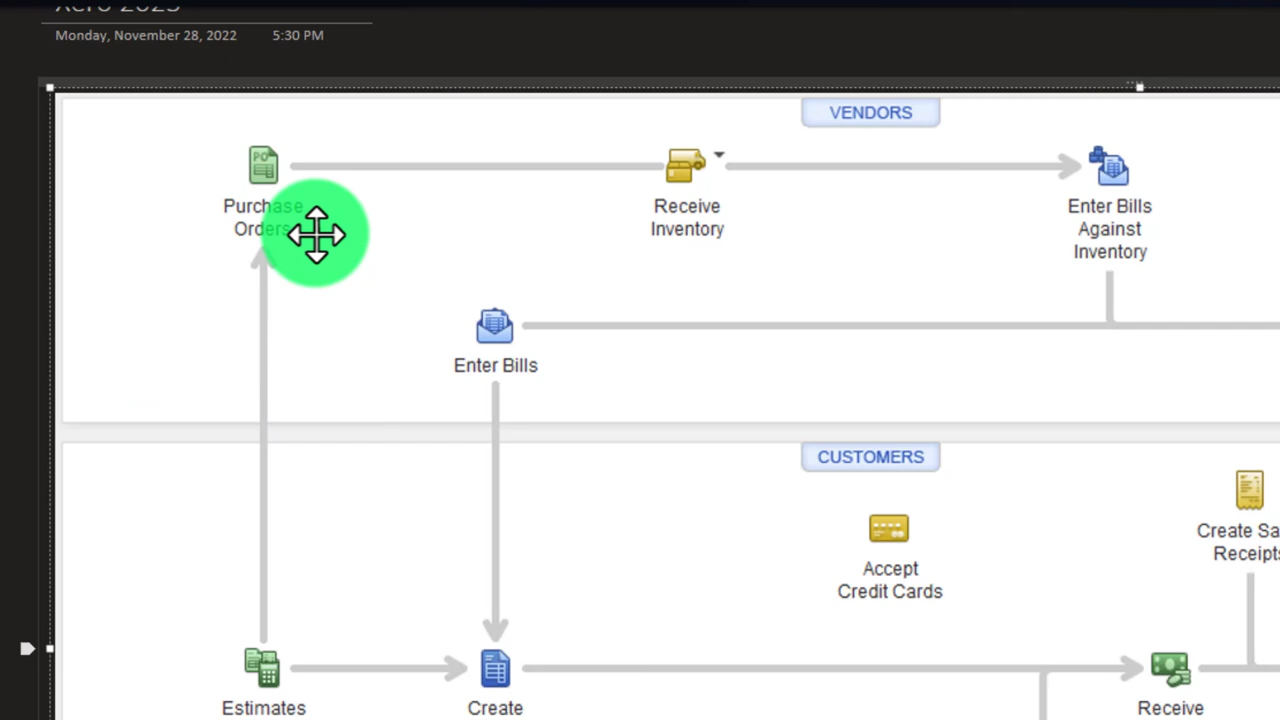 Monday, November 28, 2022 5:30 PM
VENDORS
PO
Purchase
Orders
Receive
Inventory
Enter Bills
Against
Inventory
Enter Bills
CUSTOMERS
Accept
Credit Cards
Create Sa
Receipts
Estimates
Create
Receive